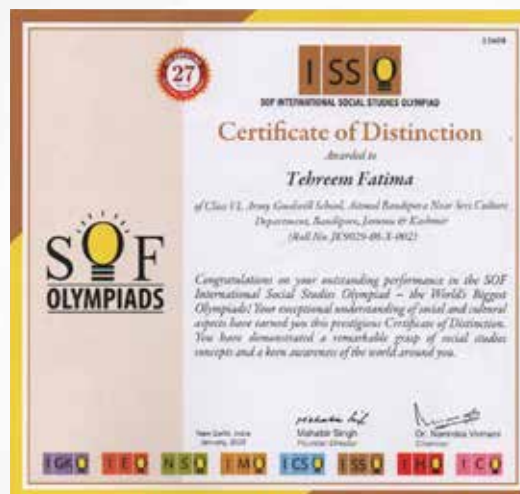 27
ISSO
SOF INTERNATIONAL SOCIAL STUDIES OLYMPIAD
Certificate of Distinction
Awarded to
Tehreem Fatima
of Class VI, Army Goodwill School, Bandipora Near Seri Culture
Department, Bandipora, Jammu & Kashmir
SOF
OLYMPIADS
Congratulations on your outstanding performance in the SOF
International Social Studies Olympiad – the World's Biggest
Olympiads! Your exceptional understanding of social and cultural
aspects have earned you this prestigious Certificate of Distinction.
You have demonstrated a remarkable grasp of social studies
concepts and a keen awareness of the world around you.
New Delhi, India
January,
Mahabir Singh
Founder Director
Dr. Namrita
Chairman
IGKO IEO NSO IMO ICSO ISSO IHO ICO